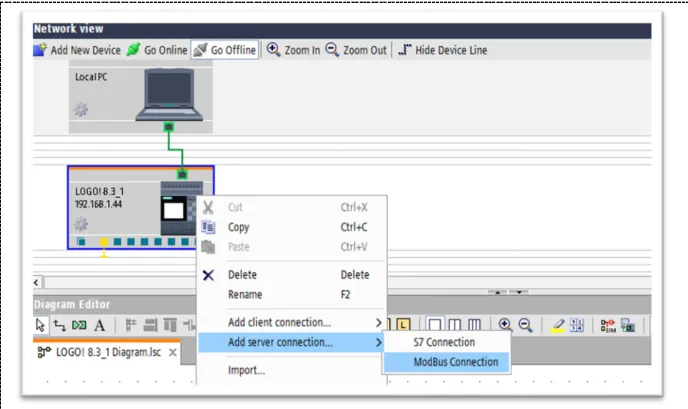 Network view
Add New Device Go Online Go Offline Zoom In Zoom Out Hide Device Line
Local PC
LOGO! 8.3_1
192.168.1.44
Cut Ctrl+X
Copy Ctrl+C
Paste Ctrl+V
Delete Delete
Rename F2
Add client connection...
Add server connection...
Import...
S7 Connection
ModBus Connection
Diagram Editor
A L
LOGO! 8.3_1 Diagram.lsc